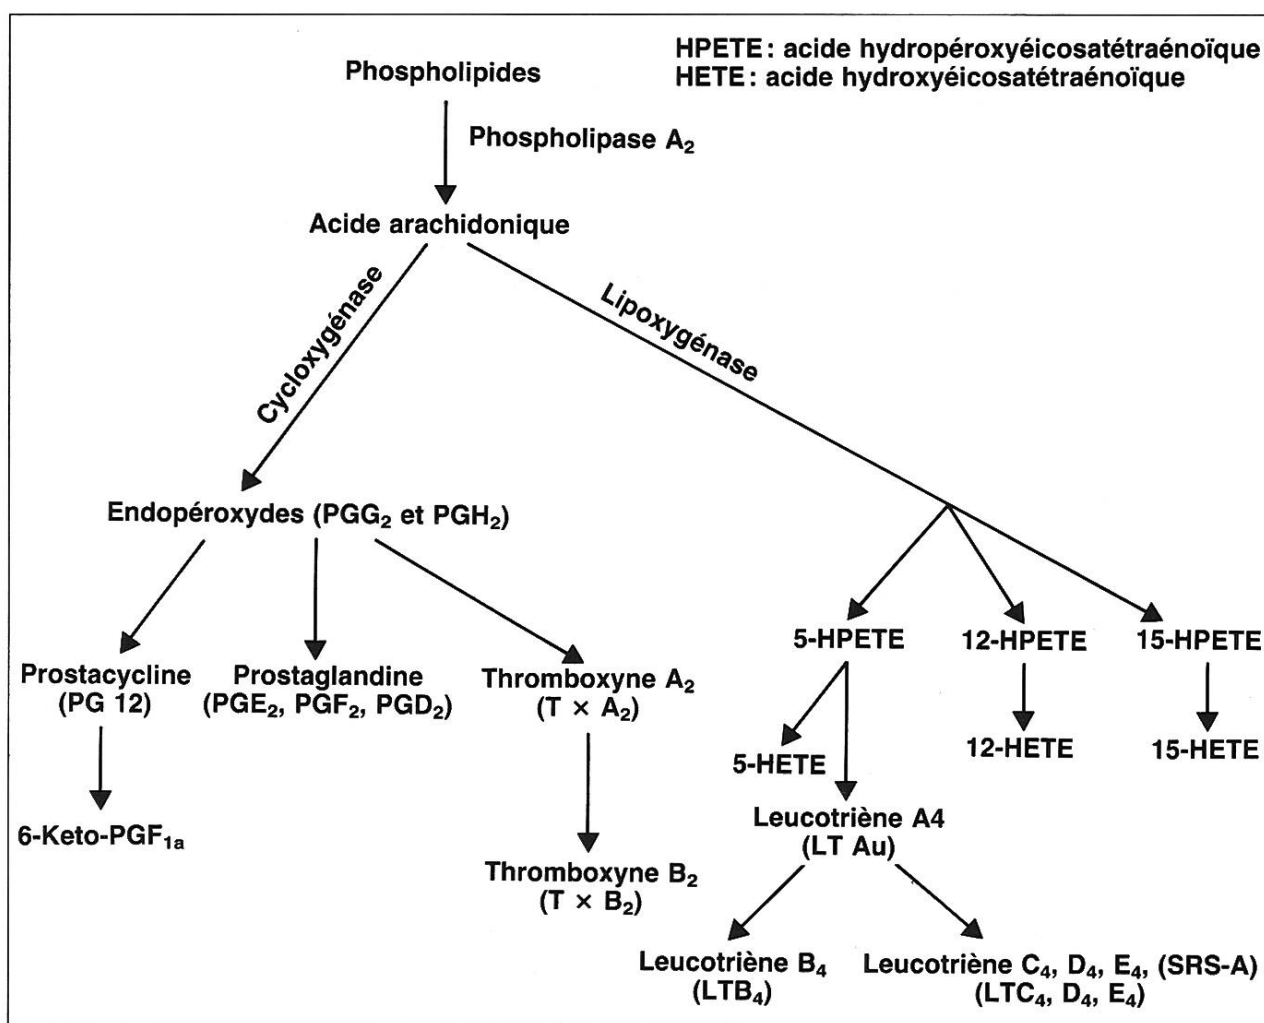 HPETE : acide hydropéroxyéicosatétraénoïque
HETE : acide hydroxyéicosatétraénoïque
Phospholipides
Phospholipase A₂
Acide arachidonique
Cycloxygénase
Lipoxygénase
Endopéroxydes (PGG₂ et PGH₂)
5-HPETE
12-HPETE
15-HPETE
Prostacycline
(PG 12)
Prostaglandine
(PGE₂, PGF₂, PGD₂)
Thromboxyne A₂
(T × A₂)
5-HETE
12-HETE
15-HETE
6-Keto-PGF₁ₐ
Leucotriène A4
(LT Au)
Thromboxyne B₂
(T × B₂)
Leucotriène B₄
(LTB₄)
Leucotriène C₄, D₄, E₄, (SRS-A)
(LTC₄, D₄, E₄)